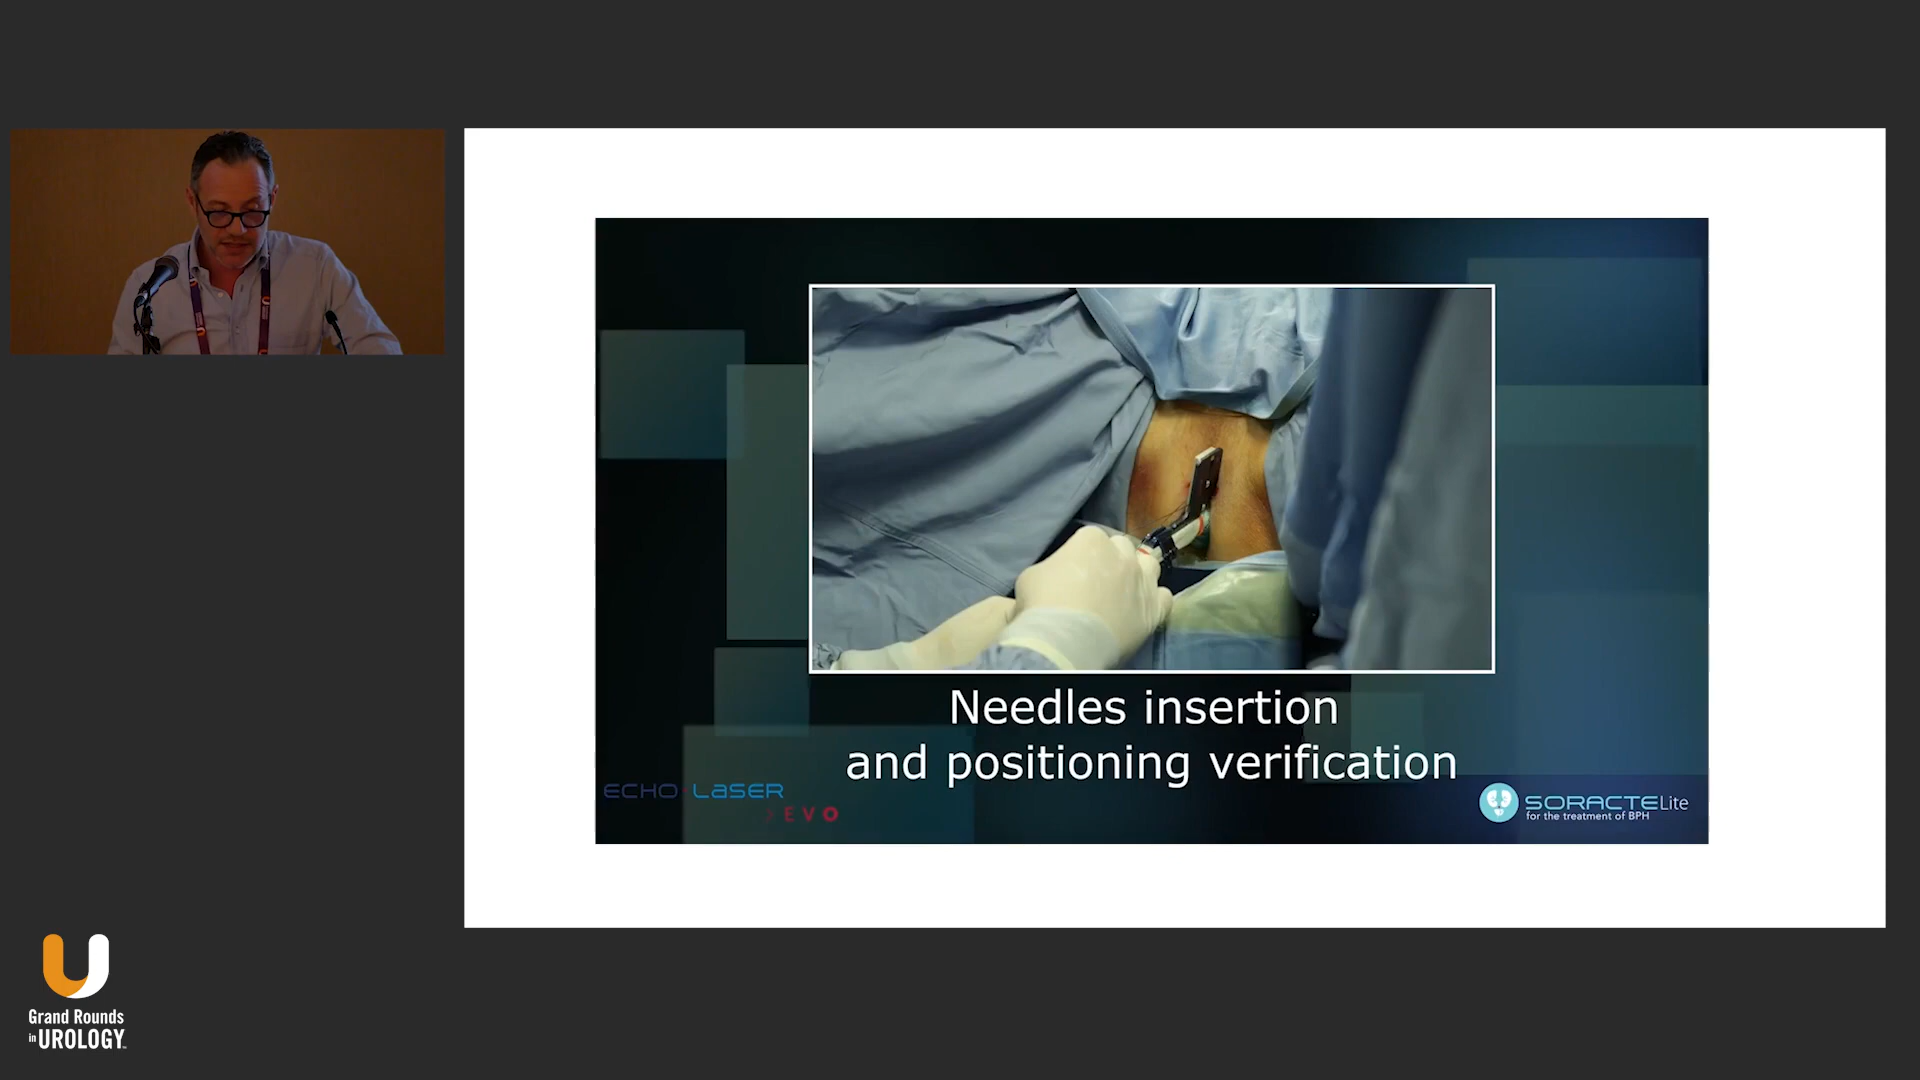 Needles insertion
and positioning verification
ECHO LASER
EVO
SORACTELite
for the treatment of BPH
Grand Rounds
in UROLOGY